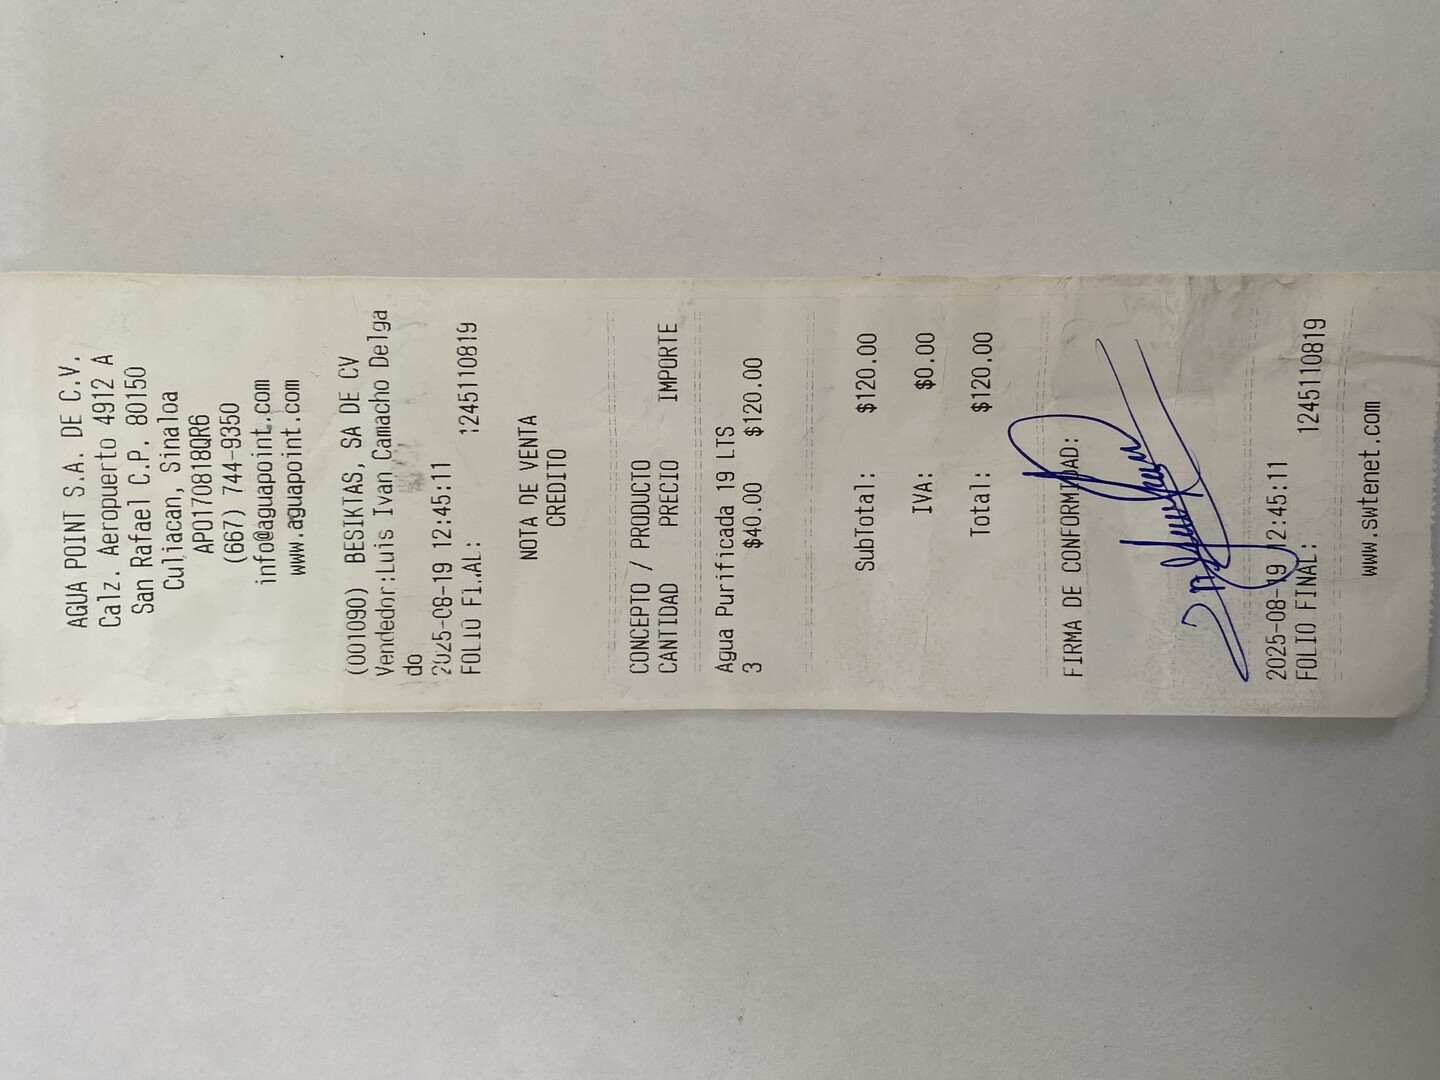 AGUA POINT S.A. DE C.V.
Calz. Aeropuerto 4912 A
San Rafael C.P. 80150
Culiacan, Sinaloa
APO170818QR6
(667) 744-9350
info@aguapoint.com
www.aguapoint.com
(001090) BESIKTAS, SA DE CV
Vendedor:Luis Ivan Camacho Delga
do
2025-08-19 12:45:11
FOLIO FINAL: 1245110819
NOTA DE VENTA
CREDITO
CONCEPTO / PRODUCTO
CANTIDAD PRECIO IMPORTE
Agua Purificada 19 LTS
3 $40.00 $120.00
SubTotal: $120.00
IVA: $0.00
Total: $120.00
FIRMA DE CONFORMIDAD:
2025-08-19 12:45:11
FOLIO FINAL: 1245110819
www.swtenet.com